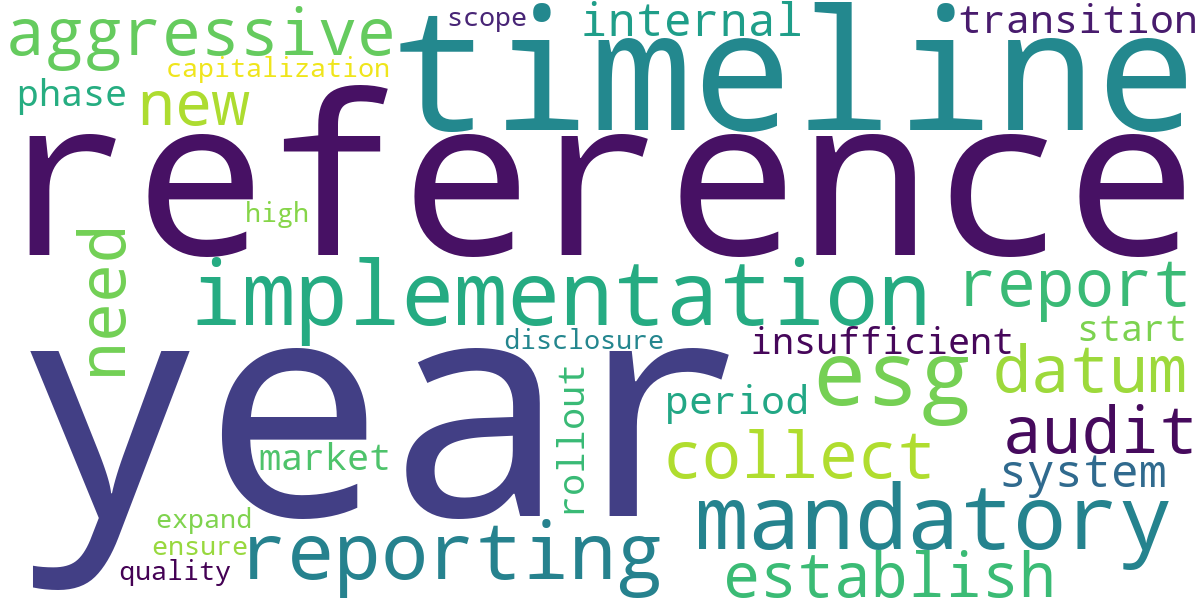 aggressive
scope
timeline
internal
transition
capitalization
phase
new
reference
high
need
implementation
report
year
disclosure
insufficient
start
esg
datum
rollout
period
audit
market
collect
system
mandatory
expand
ensure
quality
reporting
establish